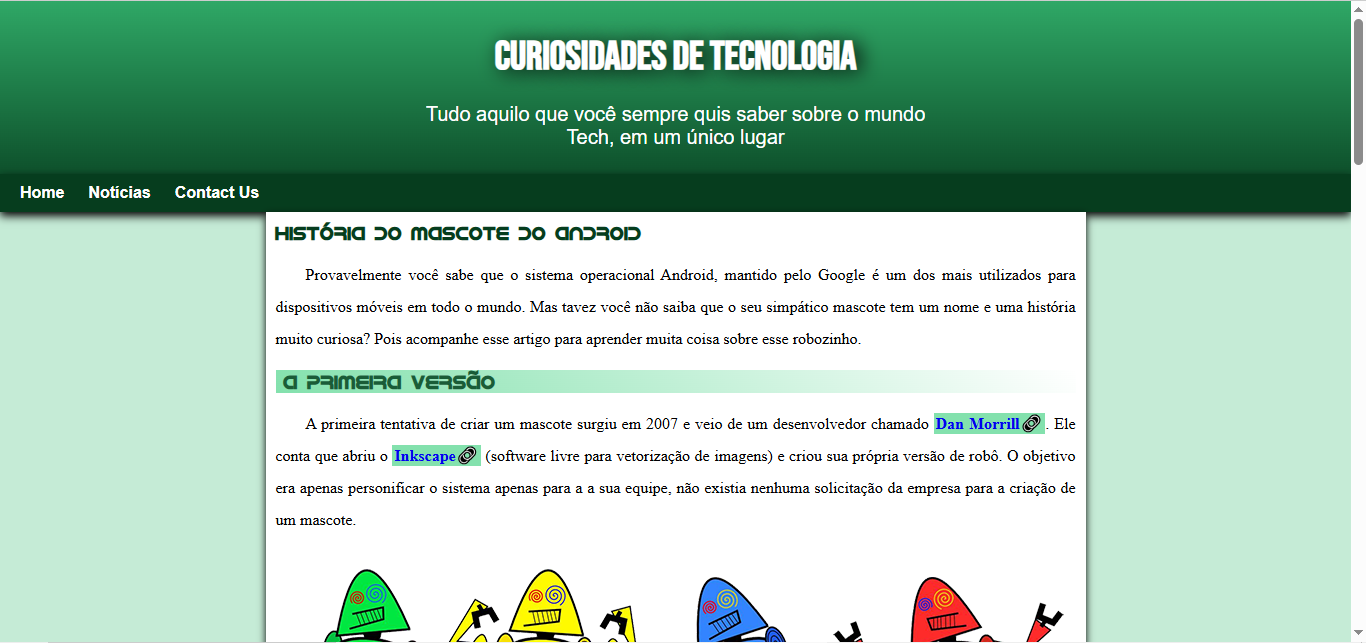 CURIOSIDADES DE TECNOLOGIA
Tudo aquilo que você sempre quis saber sobre o mundo
Tech, em um único lugar
Home Notícias Contact Us
HISTÓRIA DO MASCOTE DO ANDROID
Provavelmente você sabe que o sistema operacional Android, mantido pelo Google é um dos mais utilizados para
dispositivos móveis em todo o mundo. Mas tavez você não saiba que o seu simpático mascote tem um nome e uma história
muito curiosa? Pois acompanhe esse artigo para aprender muita coisa sobre esse robozinho.
A PRIMEIRA VERSÃO
A primeira tentativa de criar um mascote surgiu em 2007 e veio de um desenvolvedor chamado Dan Morrill. Ele
conta que abriu o Inkscape (software livre para vetorização de imagens) e criou sua própria versão de robô. O objetivo
era apenas personificar o sistema apenas para a a sua equipe, não existia nenhuma solicitação da empresa para a criação de
um mascote.